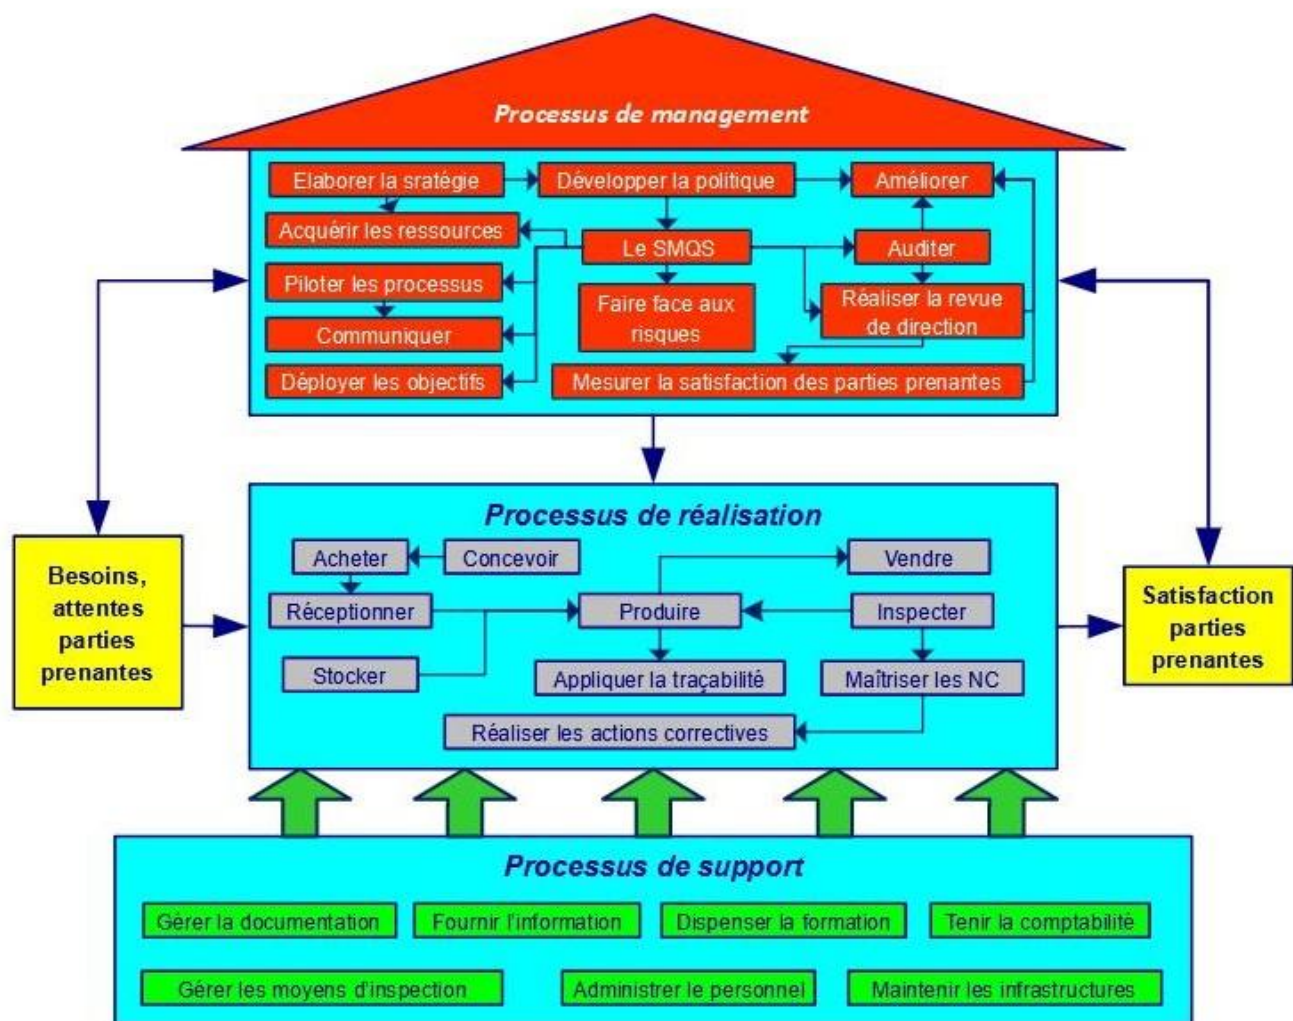 Processus de management
Elaborer la sratégie
Développer la politique
Améliorer
Acquérir les ressources
Le SMQS
Auditer
Piloter les processus
Faire face aux
risques
Réaliser la revue
de direction
Communiquer
Déployer les objectifs
Mesurer la satisfaction des parties prenantes
Besoins,
attentes
parties
prenantes
Processus de réalisation
Acheter
Concevoir
Vendre
Réceptionner
Produire
Inspecter
Stocker
Appliquer la traçabilité
Maîtriser les NC
Réaliser les actions correctives
Satisfaction
parties
prenantes
Processus de support
Gérer la documentation
Fournir l'information
Dispenser la formation
Tenir la comptabilité
Gérer les moyens d'inspection
Administrer le personnel
Maintenir les infrastructures